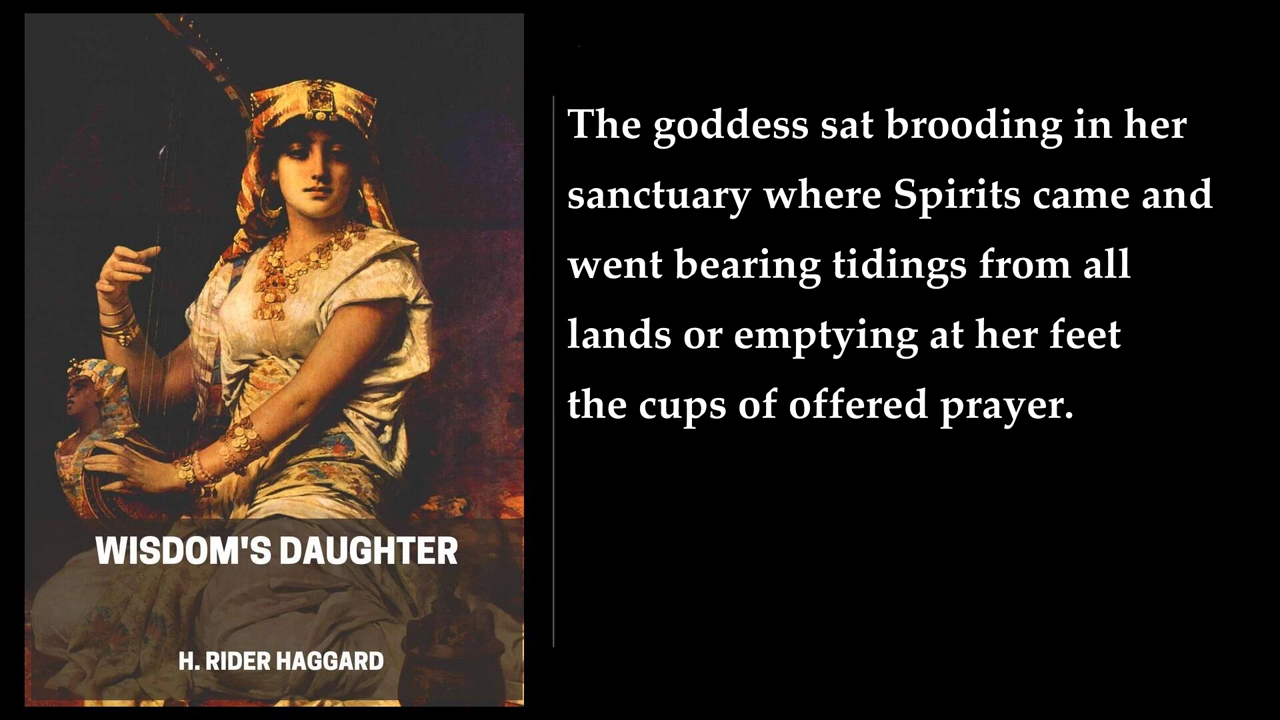 WISDOM'S DAUGHTER
H. RIDER HAGGARD
The goddess sat brooding in her
sanctuary where Spirits came and
went bearing tidings from all
lands or emptying at her feet
the cups of offered prayer.